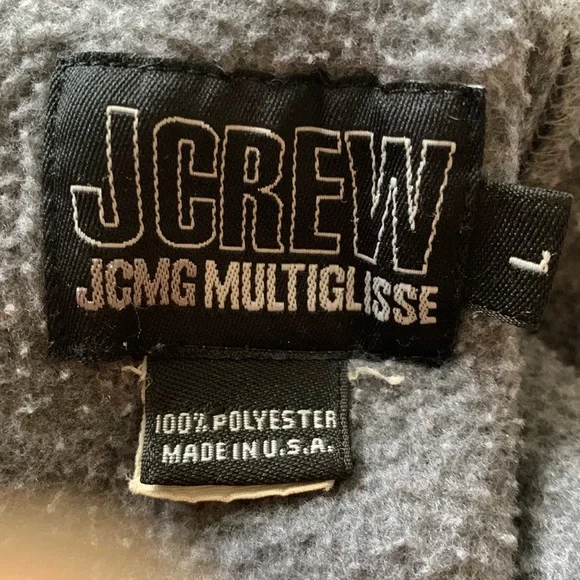 JCREW
JCMG MULTIGLISSE
L
100% POLYESTER
MADE IN U.S.A.